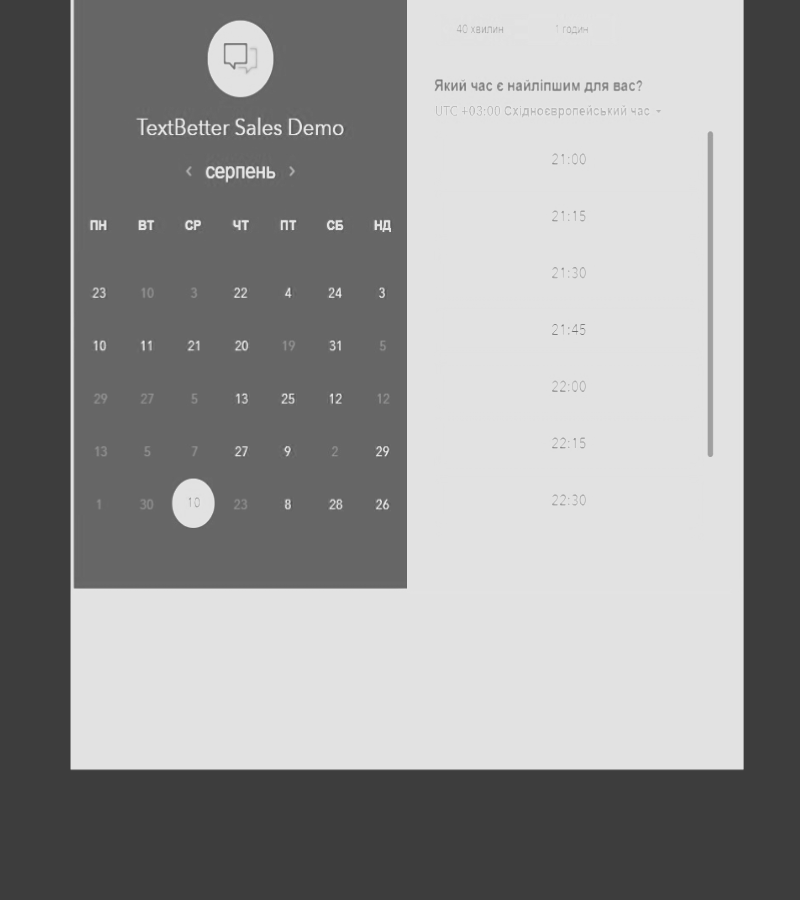 TextBetter Sales Demo
‹ серпень ›
ПН ВТ СР ЧТ ПТ СБ НД
23 10 3 22 4 24 3
10 11 21 20 19 31 5
29 27 5 13 25 12 12
13 5 7 27 9 2 29
1 30 10 23 8 28 26
40 хвилин 1 годин
Який час є найліпшим для вас?
UTC +03:00 Східноєвропейський час
21:00
21:15
21:30
21:45
22:00
22:15
22:30